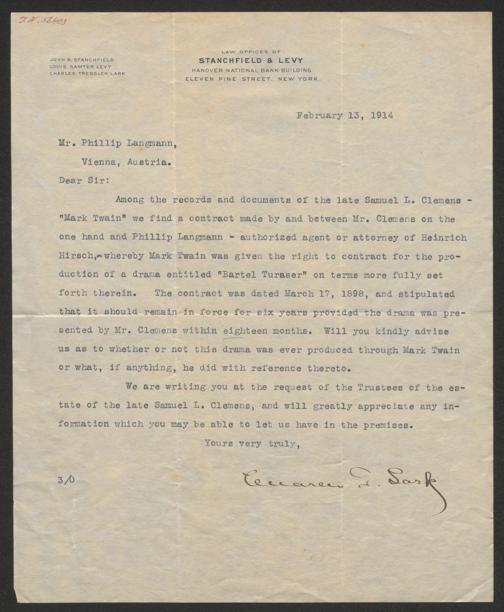 LAW OFFICES OF
STANCHFIELD & LEVY
HANOVER NATIONAL BANK BUILDING
ELEVEN PINE STREET, NEW YORK.
JOHN B. STANCHFIELD
LOUIS SAMTER LEVY
CHARLES TRESSLER LARK
February 13, 1914
Mr. Phillip Langmann,
Vienna, Austria.
Dear Sir:
Among the records and documents of the late Samuel L. Clemens -
"Mark Twain" we find a contract made by and between Mr. Clemens on the
one hand and Phillip Langmann - authorized agent or attorney of Heinrich
Hirsch,-whereby Mark Twain was given the right to contract for the pro-
duction of a drama entitled "Bartel Turaser" on terms more fully set
forth therein. The contract was dated March 17, 1898, and stipulated
that it should remain in force for six years provided the drama was pre-
sented by Mr. Clemens within eighteen months. Will you kindly advise
us as to whether or not this drama was ever produced through Mark Twain
or what, if anything, he did with reference thereto.
We are writing you at the request of the Trustees of the es-
tate of the late Samuel L. Clemens, and will greatly appreciate any in-
formation which you may be able to let us have in the premises.
Yours very truly,
3/O
Charles T. Lark